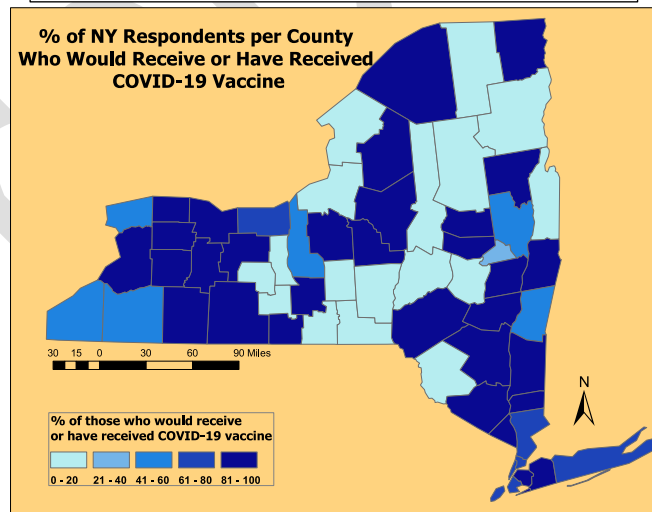 % of NY Respondents per County
Who Would Receive or Have Received
COVID-19 Vaccine
30 15 0 30 60 90 Miles
N
% of those who would receive
or have received COVID-19 vaccine
0 - 20 21 - 40 41 - 60 61 - 80 81 - 100